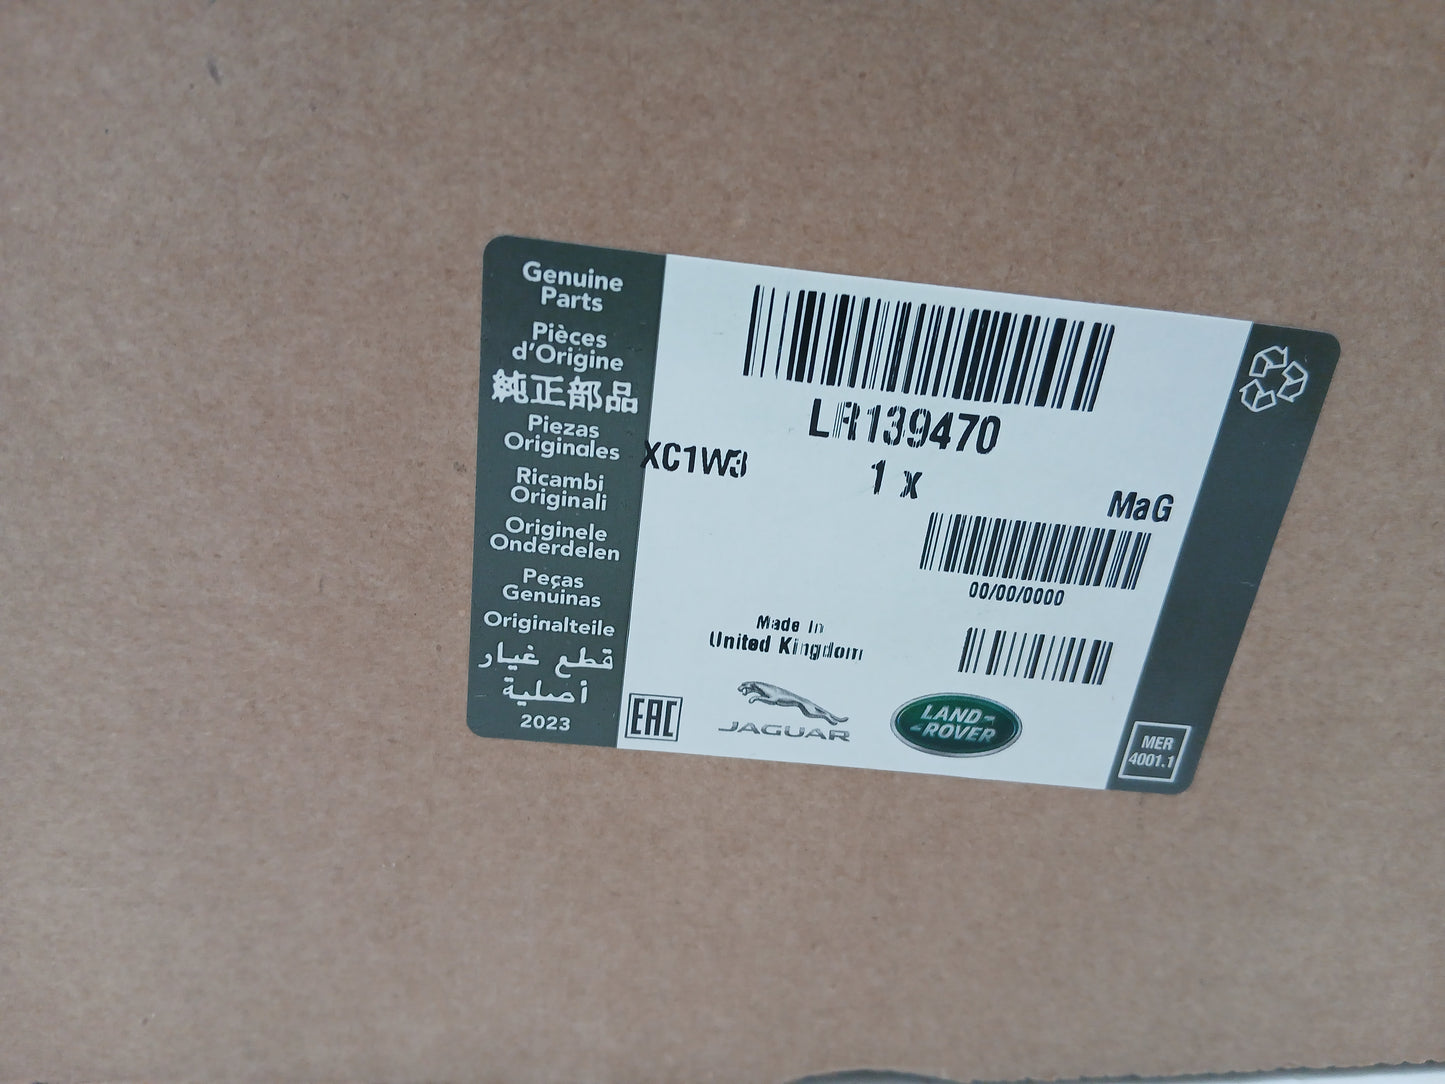 Genuine
Parts
Pièces
d'Origine
純正部品
Piezas
Originales
Ricambi
Originali
Originele
Onderdelen
Peças
Genuínas
Originalteile
قطع غيار
أصلية
2023
LR139470
XC1W3
1 x
MaG
00/00/0000
Made In
United Kingdom
EAC
JAGUAR
LAND-
-ROVER
MER
4001.1